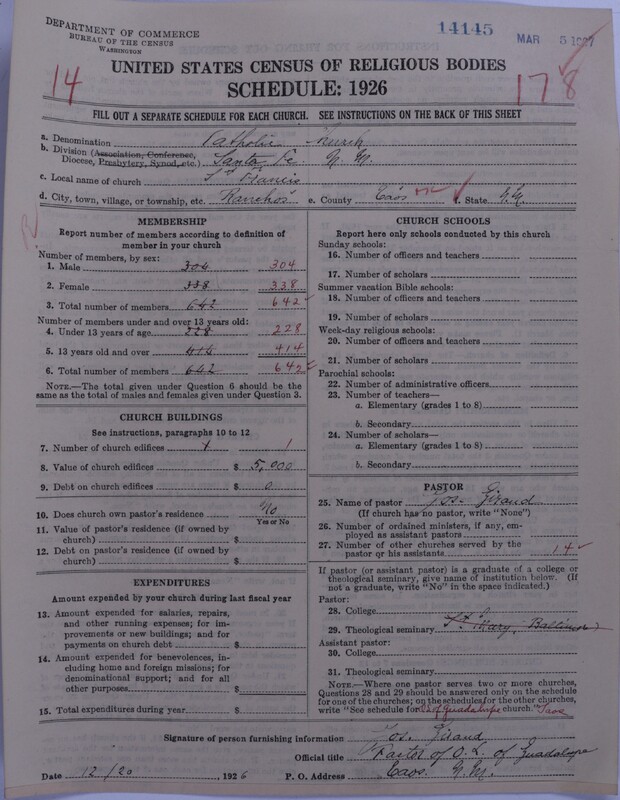 DEPARTMENT OF COMMERCE
BUREAU OF THE CENSUS
WASHINGTON
14145
MAR 5 1927
UNITED STATES CENSUS OF RELIGIOUS BODIES
SCHEDULE: 1926
14
178
FILL OUT A SEPARATE SCHEDULE FOR EACH CHURCH. SEE INSTRUCTIONS ON THE BACK OF THIS SHEET
a. Denomination Catholic Church
b. Division (Association, Conference, Diocese, Presbytery, Synod, etc.) Santa Fe N. M.
c. Local name of church St Francis
d. City, town, village, or township, etc. Ranchos e. County Taos f. State N.M.
MEMBERSHIP
Report number of members according to definition of
member in your church
Number of members, by sex:
1. Male 304 304
2. Female 338 338
3. Total number of members 642 642
Number of members under and over 13 years old:
4. Under 13 years of age 228 228
5. 13 years old and over 414 414
6. Total number of members 642 642
NOTE.—The total given under Question 6 should be the
same as the total of males and females given under Question 3.
CHURCH BUILDINGS
See instructions, paragraphs 10 to 12
7. Number of church edifices 1 1
8. Value of church edifices $ 5,000
9. Debt on church edifices $ 0
10. Does church own pastor's residence No
Yes or No
11. Value of pastor's residence (if owned by
church) $
12. Debt on pastor's residence (if owned by
church) $
EXPENDITURES
Amount expended by your church during last fiscal year
13. Amount expended for salaries, repairs,
and other running expenses; for im-
provements or new buildings; and for
payments on church debt $
14. Amount expended for benevolences, in-
cluding home and foreign missions; for
denominational support; and for all
other purposes $
15. Total expenditures during year $
CHURCH SCHOOLS
Report here only schools conducted by this church
Sunday schools:
16. Number of officers and teachers
17. Number of scholars
Summer vacation Bible schools:
18. Number of officers and teachers
19. Number of scholars
Week-day religious schools:
20. Number of officers and teachers
21. Number of scholars
Parochial schools:
22. Number of administrative officers
23. Number of teachers—
a. Elementary (grades 1 to 8)
b. Secondary
24. Number of scholars—
a. Elementary (grades 1 to 8)
b. Secondary
PASTOR
25. Name of pastor Jos. Giraud
(If church has no pastor, write "None")
26. Number of ordained ministers, if any, em-
ployed as assistant pastors
27. Number of other churches served by the
pastor or his assistants 14
If pastor (or assistant pastor) is a graduate of a college or
theological seminary, give name of institution below. (If
not a graduate, write "No" in the space indicated.)
Pastor:
28. College
29. Theological seminary St. Mary, Baltimore
Assistant pastor:
30. College
31. Theological seminary
NOTE.—Where one pastor serves two or more churches,
Questions 28 and 29 should be answered only on the schedule
for one of the churches; on the schedules for the other churches,
write "See schedule for of Guadalupe church." Taos
Signature of person furnishing information Jos. Giraud
Official title Pastor of O. L. of Guadalupe
Date 12/20, 1926 P. O. Address Taos. N. M.